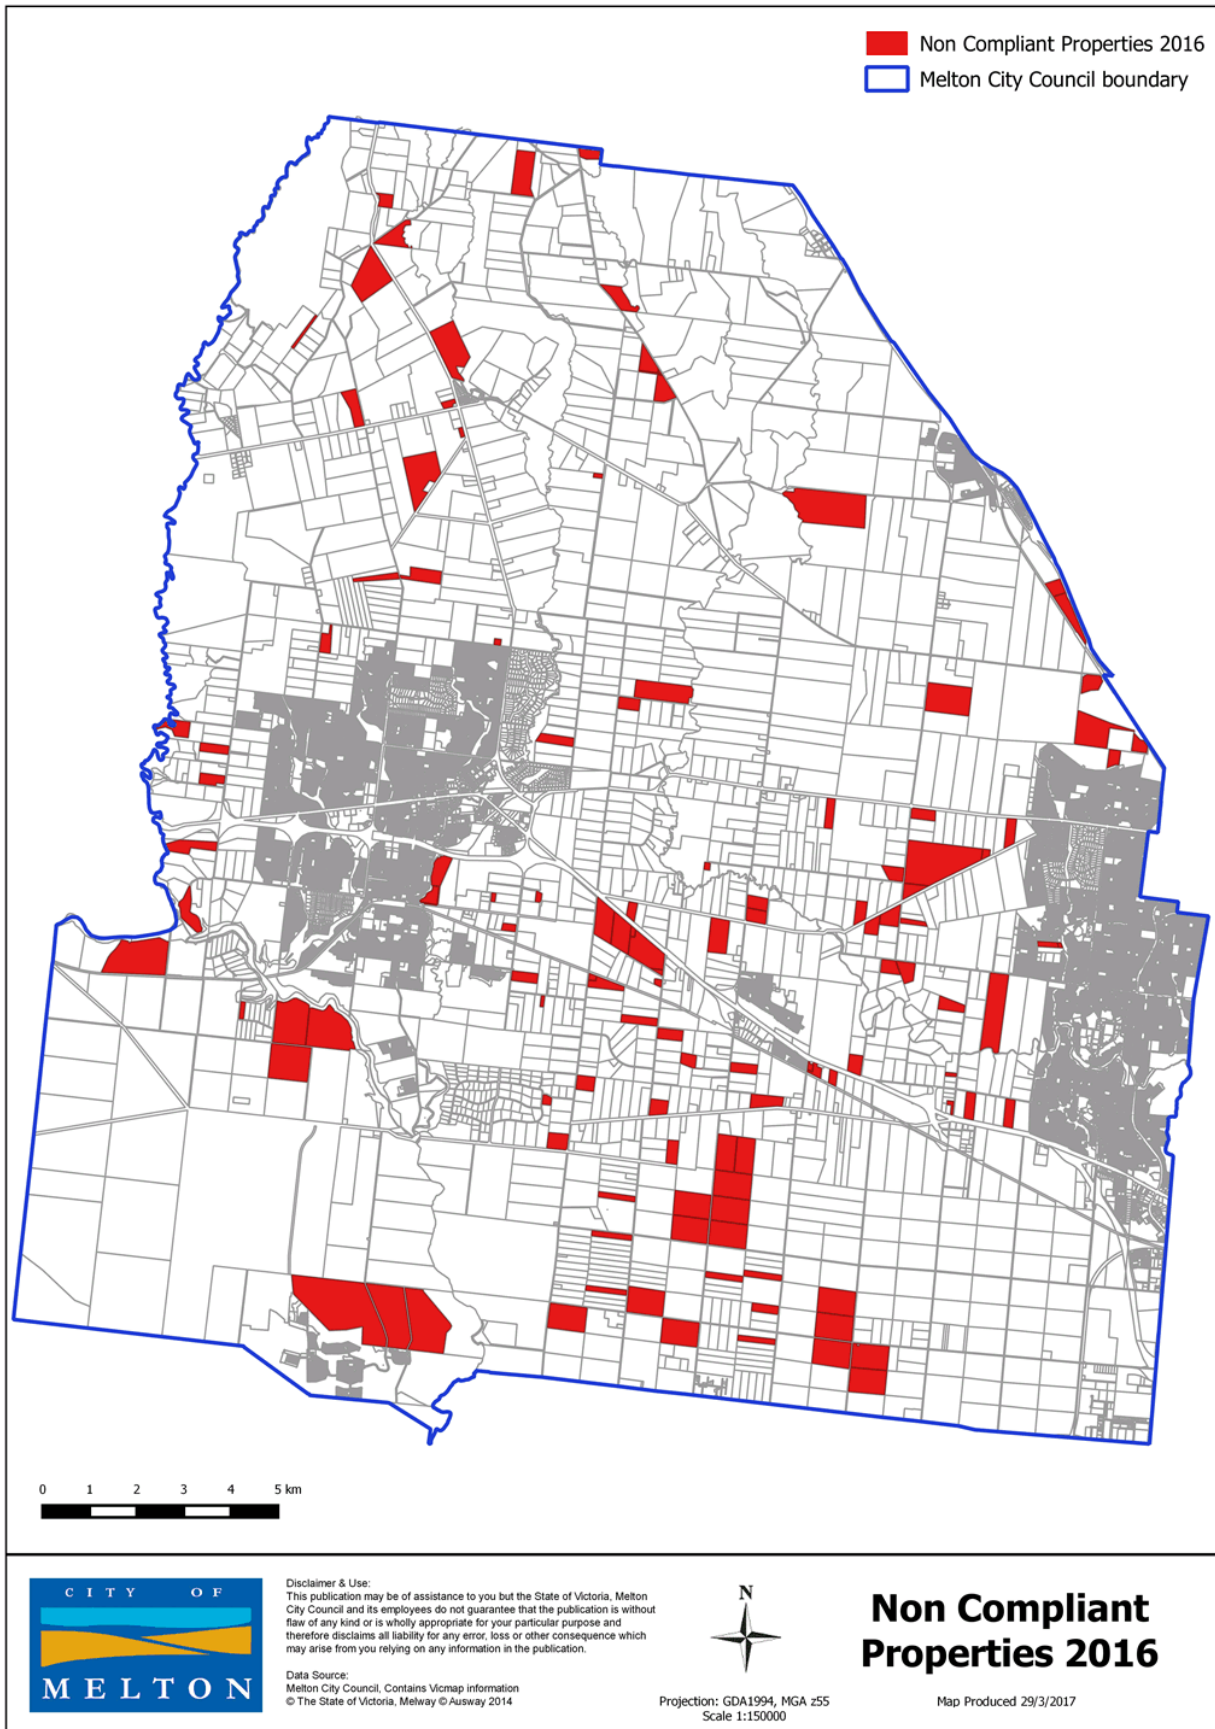 Non Compliant Properties 2016
Melton City Council boundary
0 1 2 3 4 5 km
CITY OF
MELTON
Disclaimer & Use:
This publication may be of assistance to you but the State of Victoria, Melton
City Council and its employees do not guarantee that the publication is without
flaw of any kind or is wholly appropriate for your particular purpose and
therefore disclaims all liability for any error, loss or other consequence which
may arise from you relying on any information in the publication.
Data Source:
Melton City Council, Contains Vicmap information
© The State of Victoria, Melway © Ausway 2014
N
Projection: GDA1994, MGA z55
Scale 1:150000
Non Compliant
Properties 2016
Map Produced 29/3/2017